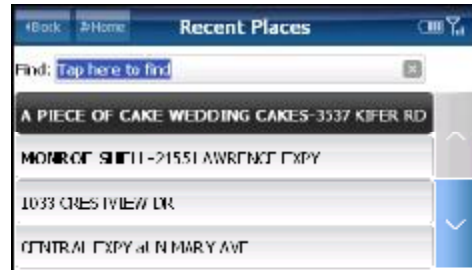 Back Home Recent Places
Find: Tap here to find
A PIECE OF CAKE WEDDING CAKES-3537 KIFER RD
MONROE SHELL-2155 LAWRENCE EXPY
1033 CRESTVIEW DR
CENTRAL EXPY at N MARY AVE